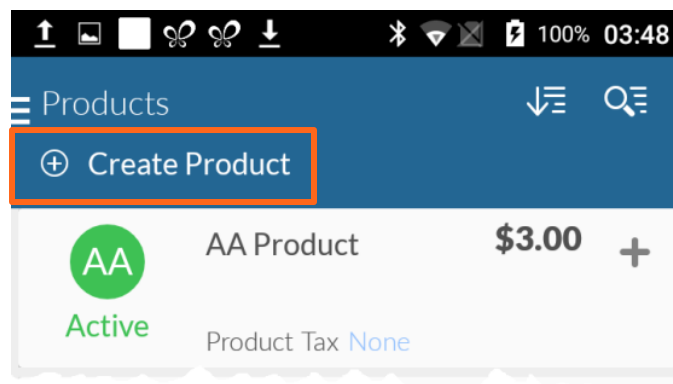 100% 03:48
Products
Create Product
AA
AA Product
$3.00
Active
Product Tax None